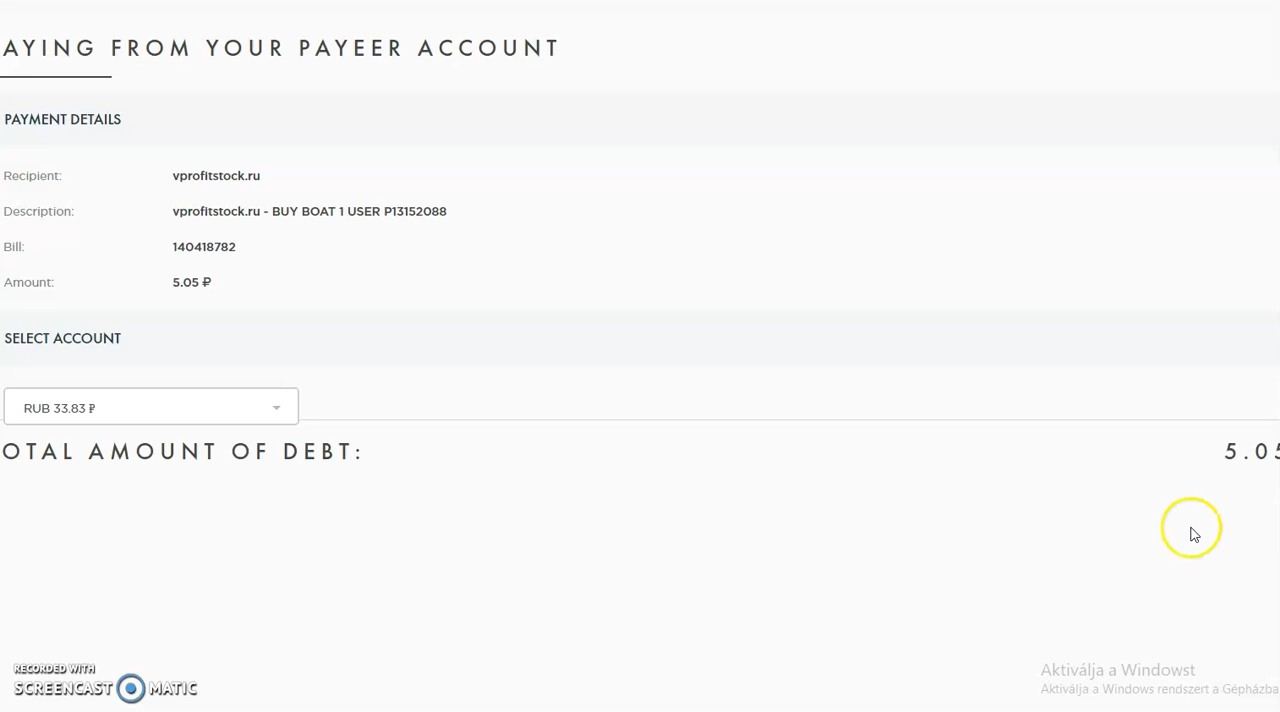 AYING FROM YOUR PAYEER ACCOUNT
PAYMENT DETAILS
Recipient: vprofitstock.ru
Description: vprofitstock.ru - BUY BOAT 1 USER P13152088
Bill: 140418782
Amount: 5.05 ₽
SELECT ACCOUNT
RUB 33.83 ₽
OTAL AMOUNT OF DEBT: 5.05
RECORDED WITH
SCREENCAST MATIC
Aktiválja a Windowst
Aktiválja a Windows rendszert a Gépházba